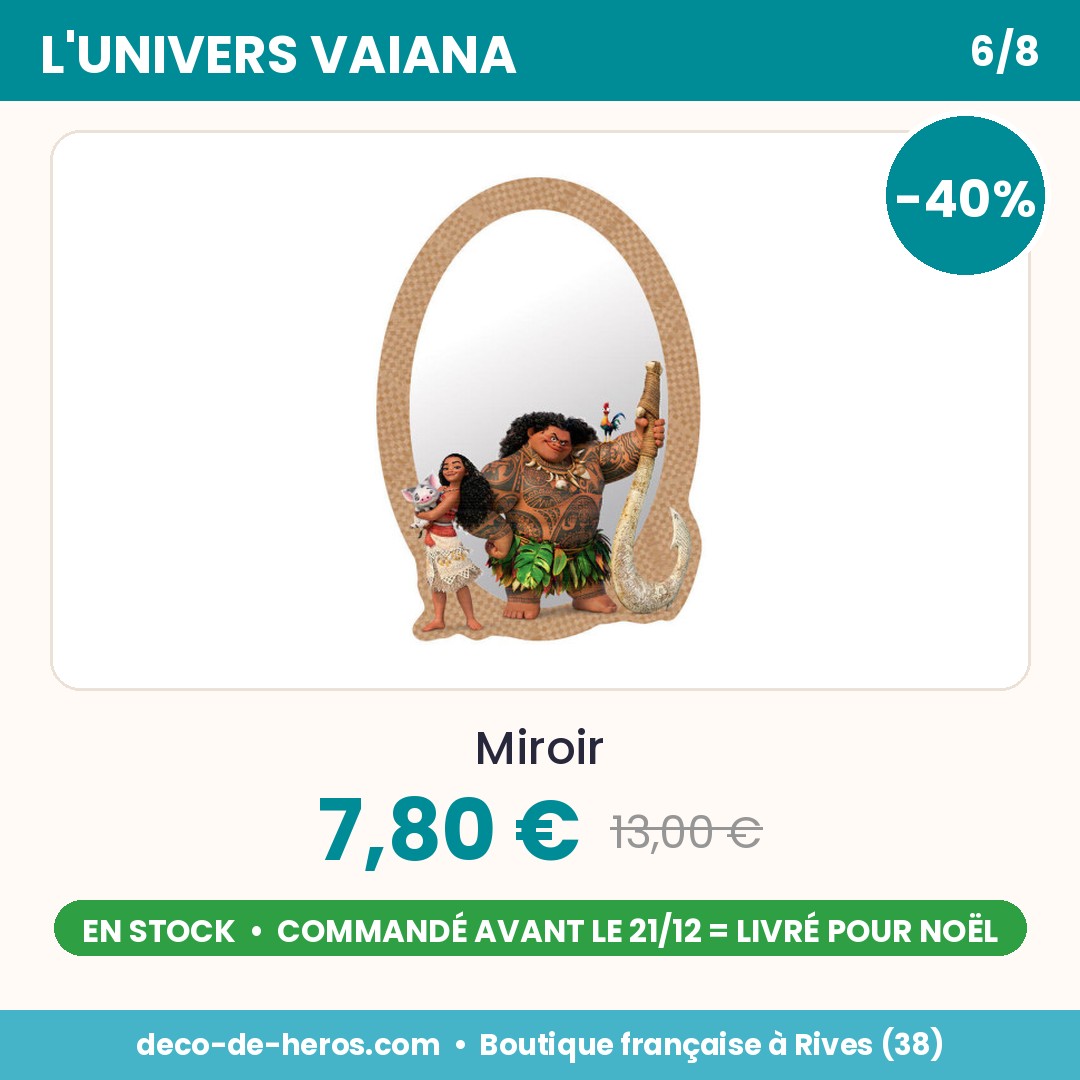 L'UNIVERS VAIANA
6/8
-40%
Miroir
7,80 € 13,00 €
EN STOCK • COMMANDÉ AVANT LE 21/12 = LIVRÉ POUR NOËL
deco-de-heros.com • Boutique française à Rives (38)